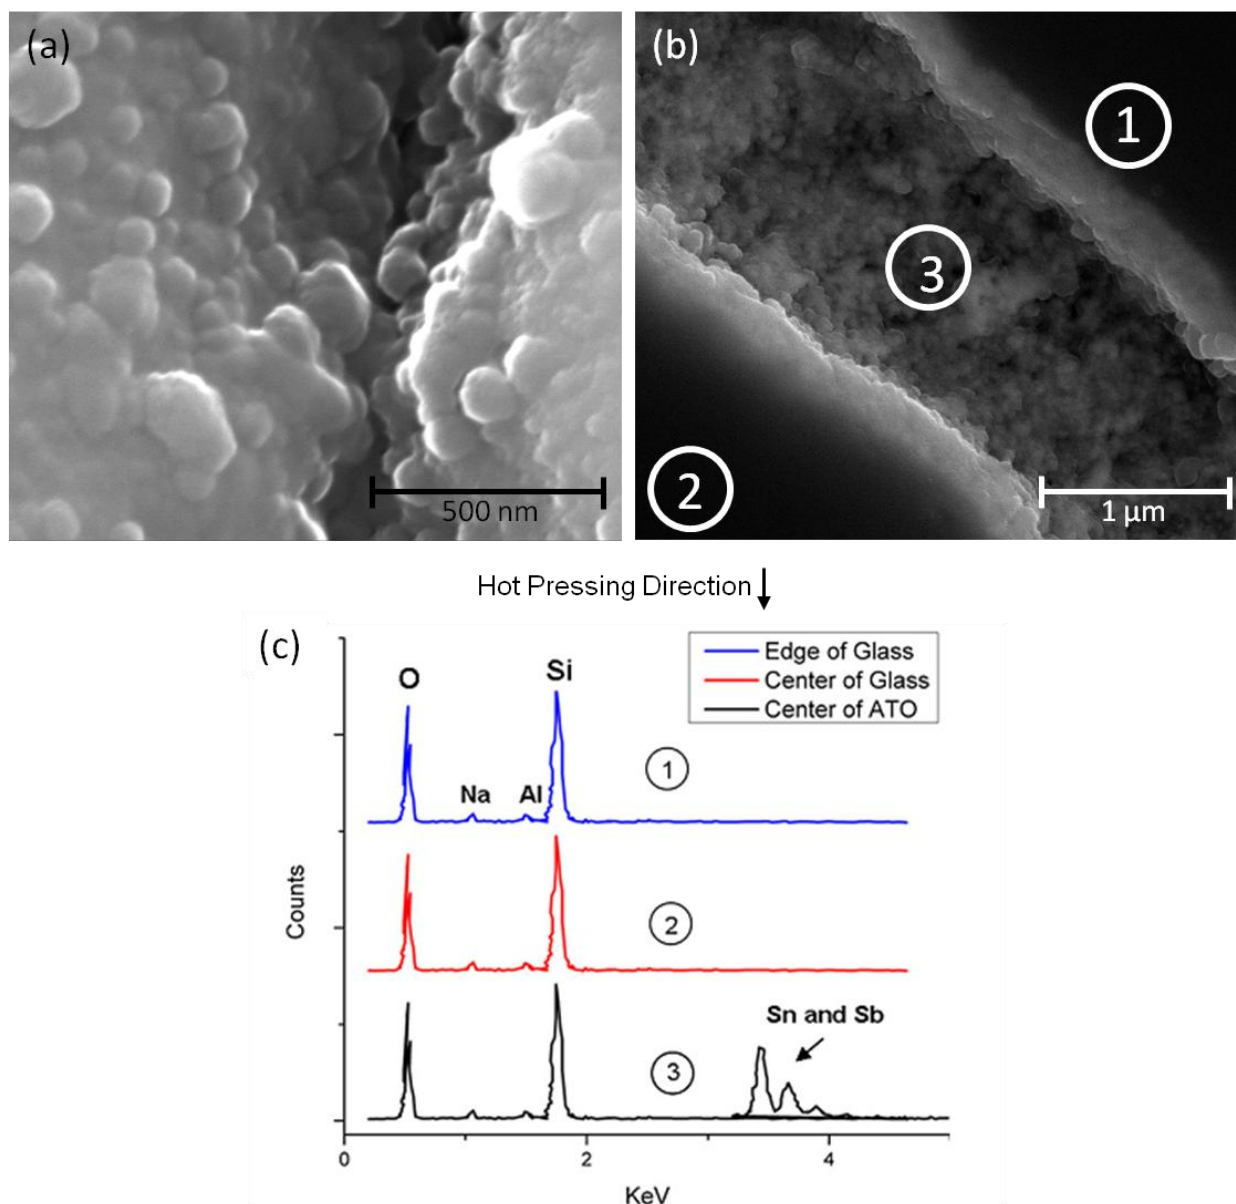 (a)
500 nm
(b)
1
3
2
1 μm
Hot Pressing Direction
(c)
Edge of Glass
Center of Glass
Center of ATO
O
Si
Na
Al
1
2
Sn and Sb
3
Counts
0
2
4
KeV